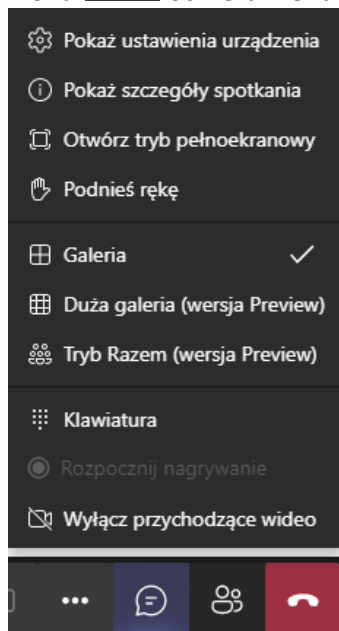 Pokaż ustawienia urządzenia
Pokaż szczegóły spotkania
Otwórz tryb pełnoekranowy
Podnieś rękę
Galeria
Duża galeria (wersja Preview)
Tryb Razem (wersja Preview)
Klawiatura
Rozpocznij nagrywanie
Wyłącz przychodzące wideo